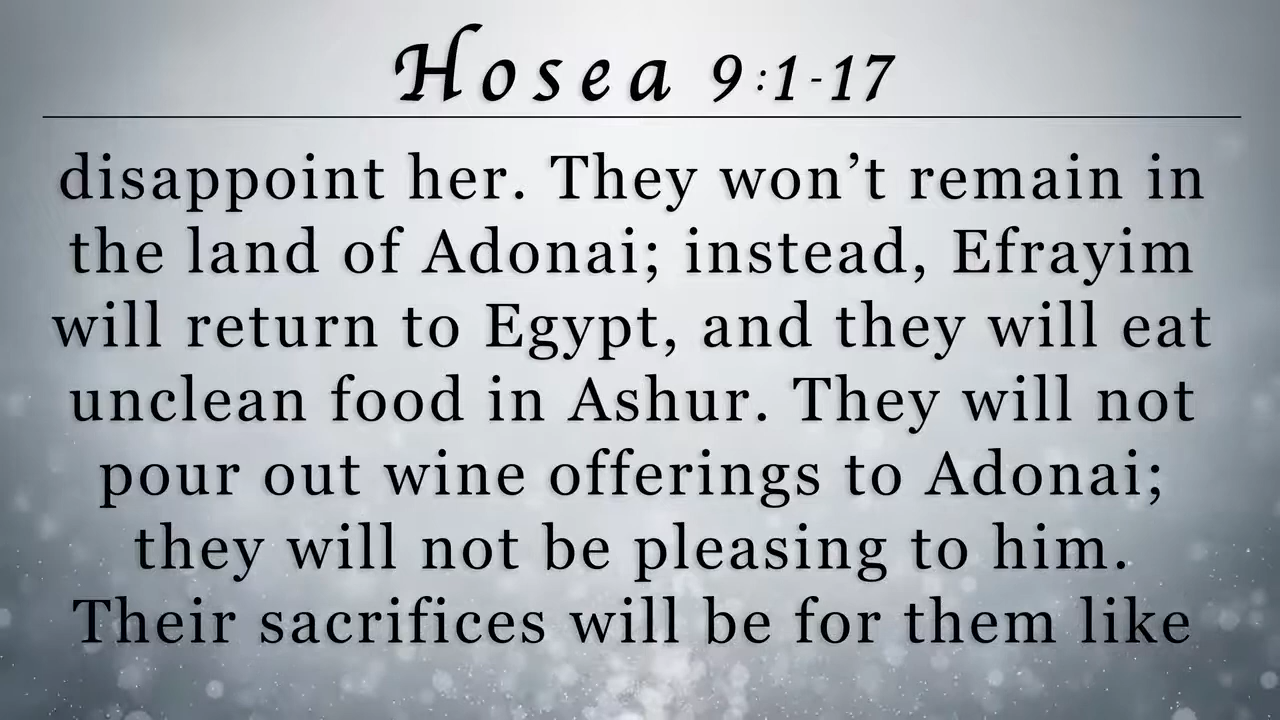 Hosea 9:1-17
disappoint her. They won’t remain in
the land of Adonai; instead, Efrayim
will return to Egypt, and they will eat
unclean food in Ashur. They will not
pour out wine offerings to Adonai;
they will not be pleasing to him.
Their sacrifices will be for them like